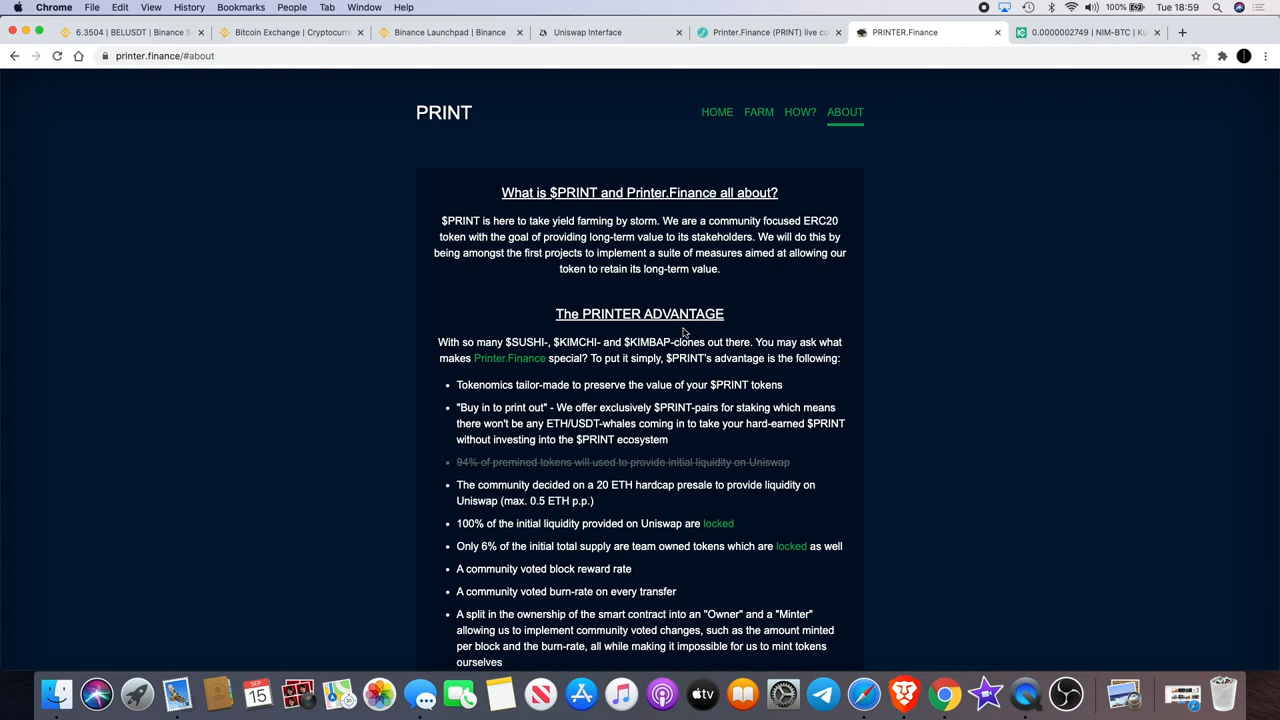 Chrome File Edit View History Bookmarks People Tab Window Help 100% Tue 18:59
6.3504 | BELUSDT | Binance S Bitcoin Exchange | Cryptocurre Binance Launchpad | Binance Uniswap Interface Printer.Finance (PRINT) live co PRINTER.Finance 0.0000002749 | NIM-BTC | Ku
printer.finance/#about
PRINT HOME FARM HOW? ABOUT
What is $PRINT and Printer.Finance all about?
$PRINT is here to take yield farming by storm. We are a community focused ERC20
token with the goal of providing long-term value to its stakeholders. We will do this by
being amongst the first projects to implement a suite of measures aimed at allowing our
token to retain its long-term value.
The PRINTER ADVANTAGE
With so many $SUSHI-, $KIMCHI- and $KIMBAP-clones out there. You may ask what
makes Printer.Finance special? To put it simply, $PRINT's advantage is the following:
• Tokenomics tailor-made to preserve the value of your $PRINT tokens
• "Buy in to print out" - We offer exclusively $PRINT-pairs for staking which means
there won't be any ETH/USDT-whales coming in to take your hard-earned $PRINT
without investing into the $PRINT ecosystem
• 94% of premined tokens will used to provide initial liquidity on Uniswap
• The community decided on a 20 ETH hardcap presale to provide liquidity on
Uniswap (max. 0.5 ETH p.p.)
• 100% of the initial liquidity provided on Uniswap are locked
• Only 6% of the initial total supply are team owned tokens which are locked as well
• A community voted block reward rate
• A community voted burn-rate on every transfer
• A split in the ownership of the smart contract into an "Owner" and a "Minter"
allowing us to implement community voted changes, such as the amount minted
per block and the burn-rate, all while making it impossible for us to mint tokens
ourselves
SEP
15
tv